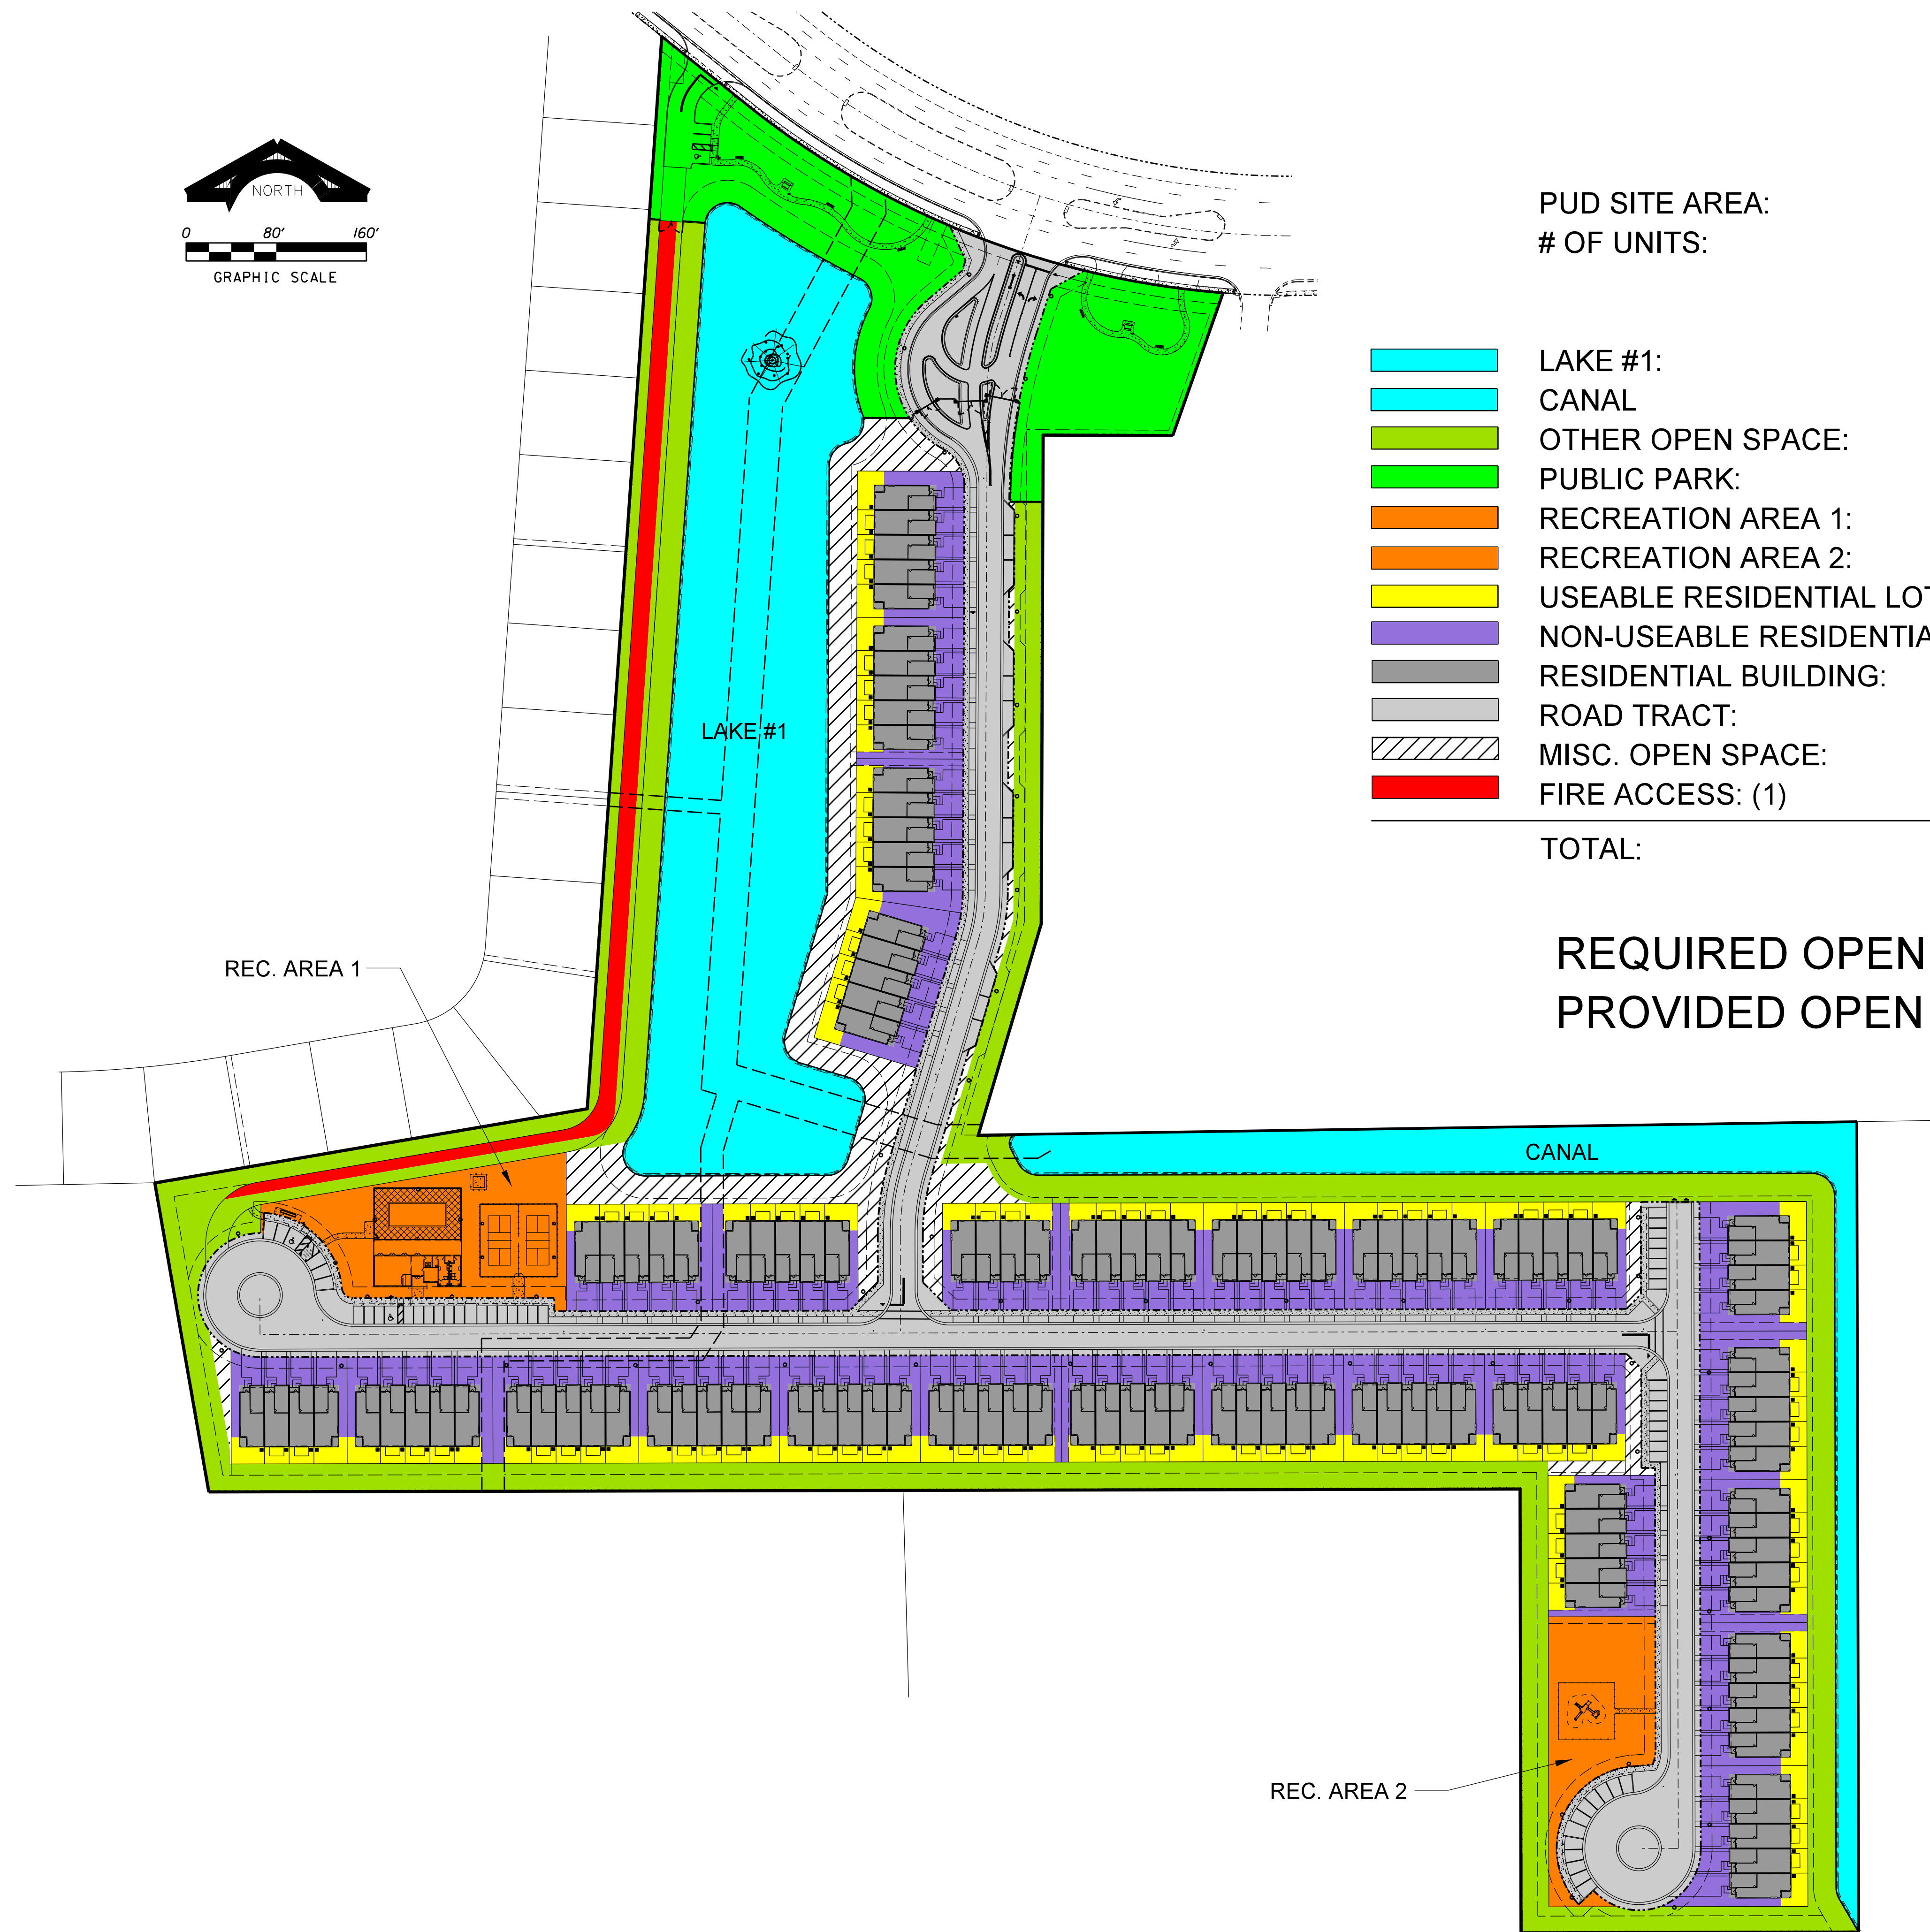 NORTH
0 80' 160'
GRAPHIC SCALE
PUD SITE AREA:
# OF UNITS:
LAKE #1:
CANAL
OTHER OPEN SPACE:
PUBLIC PARK:
RECREATION AREA 1:
RECREATION AREA 2:
USEABLE RESIDENTIAL LOT
NON-USEABLE RESIDENTIA
RESIDENTIAL BUILDING:
ROAD TRACT:
MISC. OPEN SPACE:
FIRE ACCESS: (1)
TOTAL:
REQUIRED OPEN
PROVIDED OPEN
LAKE #1
REC. AREA 1
CANAL
REC. AREA 2